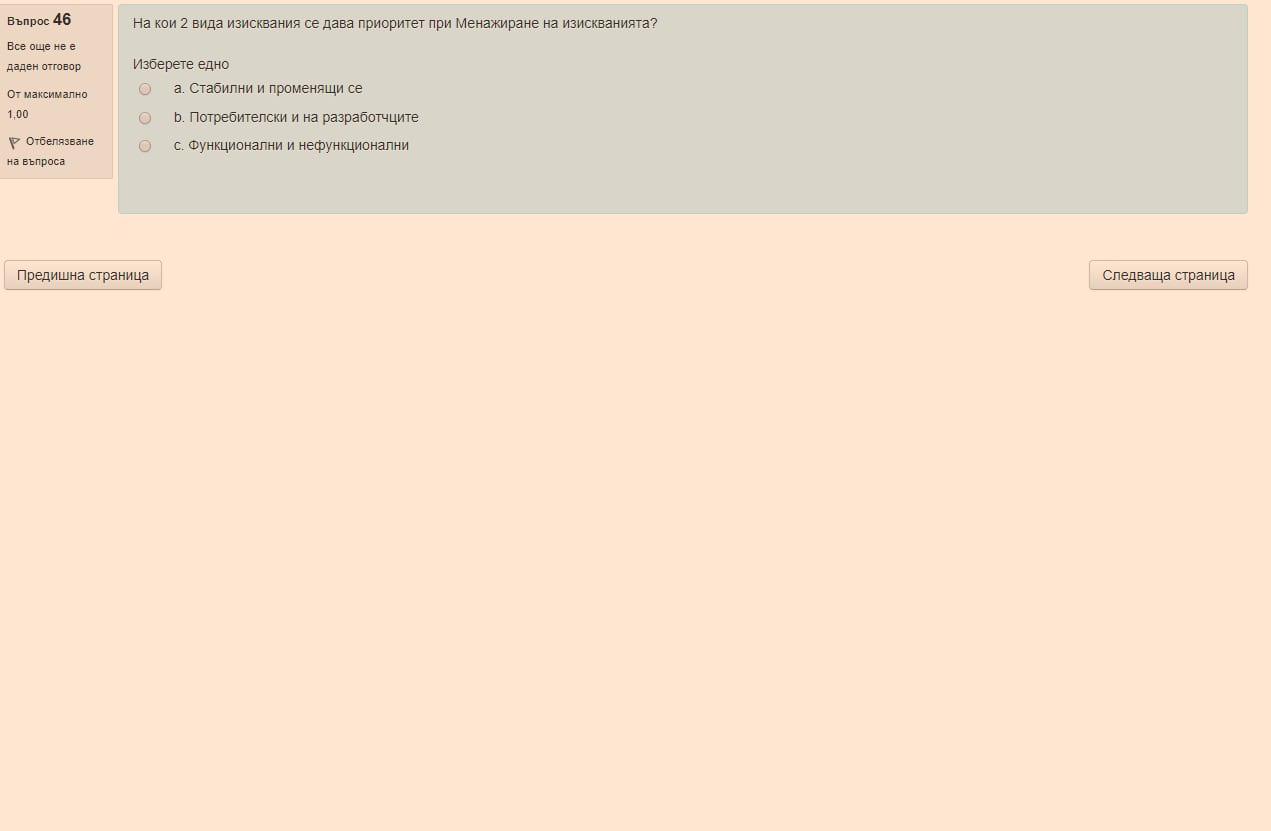 Въпрос 46
Все още не е
даден отговор
От максимално
1,00
Отбелязване
на въпроса
На кои 2 вида изисквания се дава приоритет при Менажиране на изискванията?
Изберете едно
a. Стабилни и променящи се
b. Потребителски и на разработчците
c. Функционални и нефункционални
Предишна страница
Следваща страница